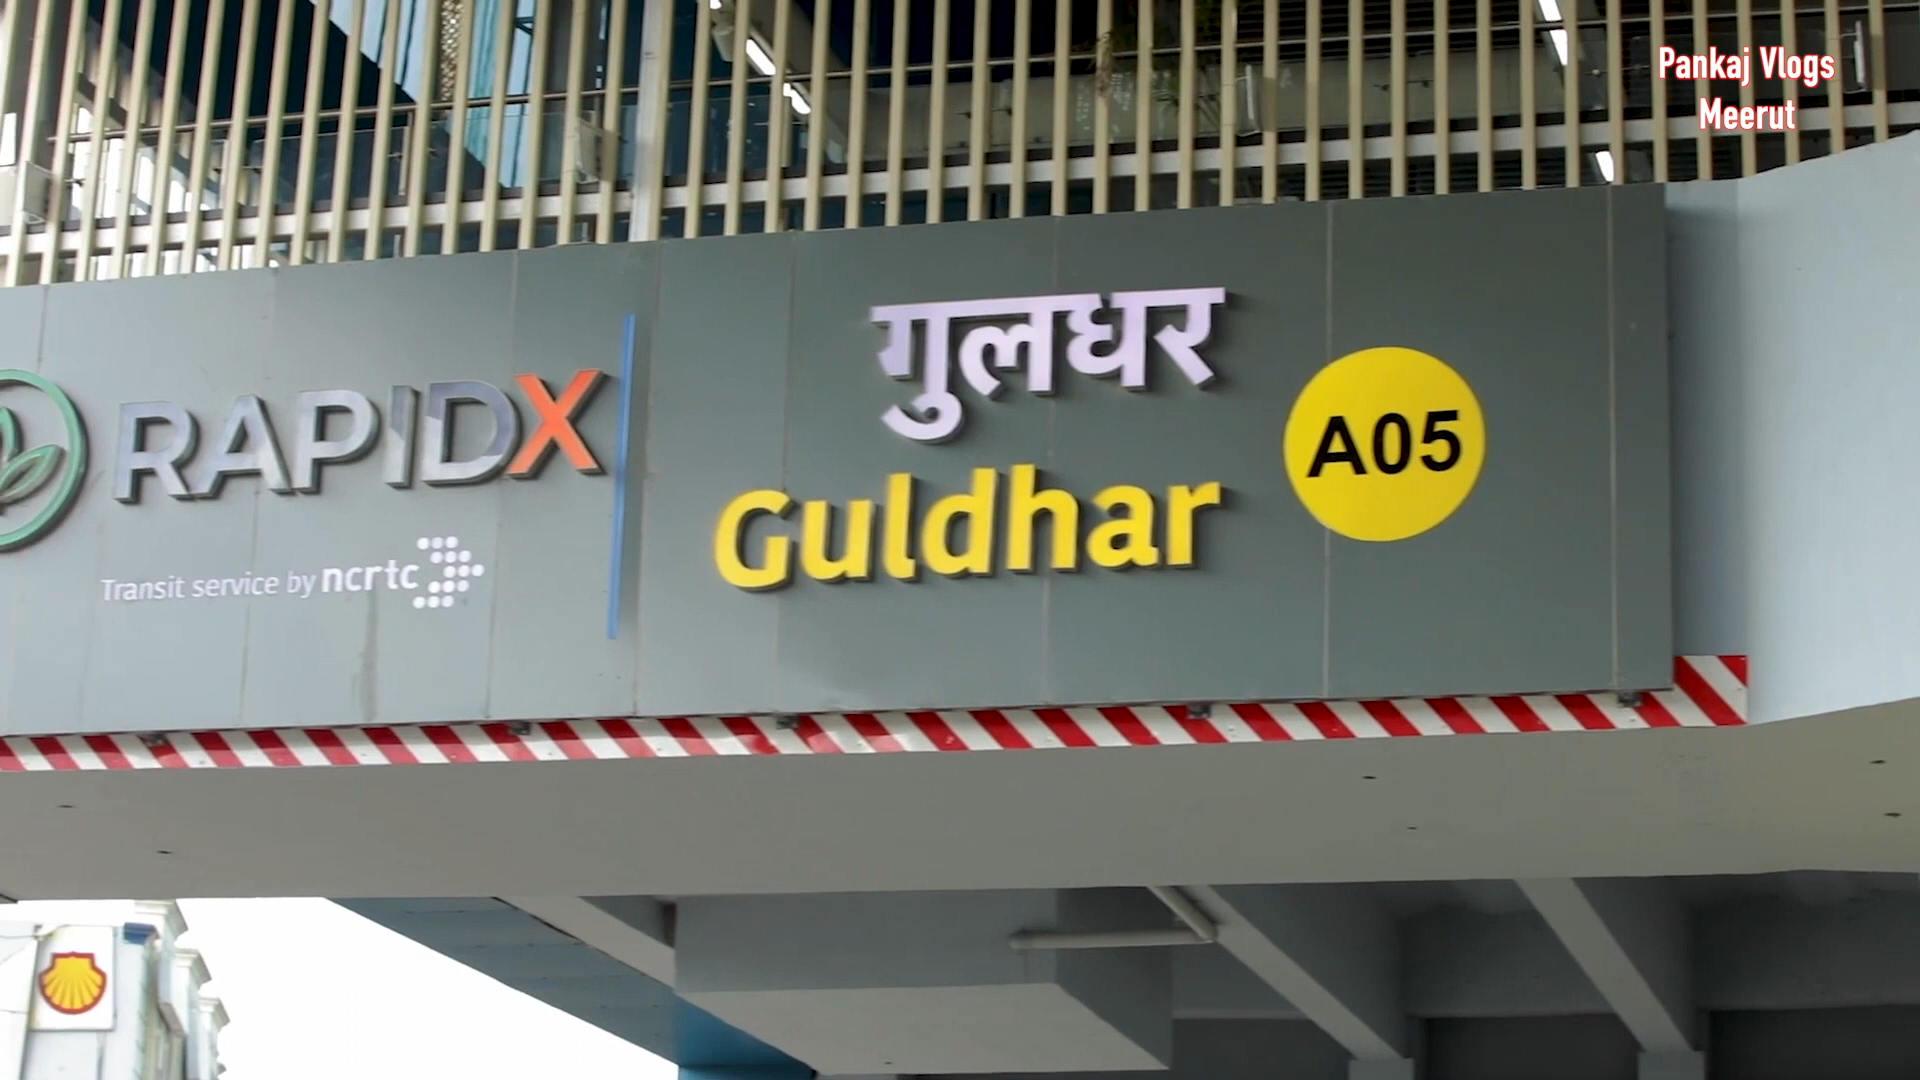 Pankaj Vlogs
Meerut
RAPIDX
Transit service by ncrtc
गुलधर
Guldhar
A05